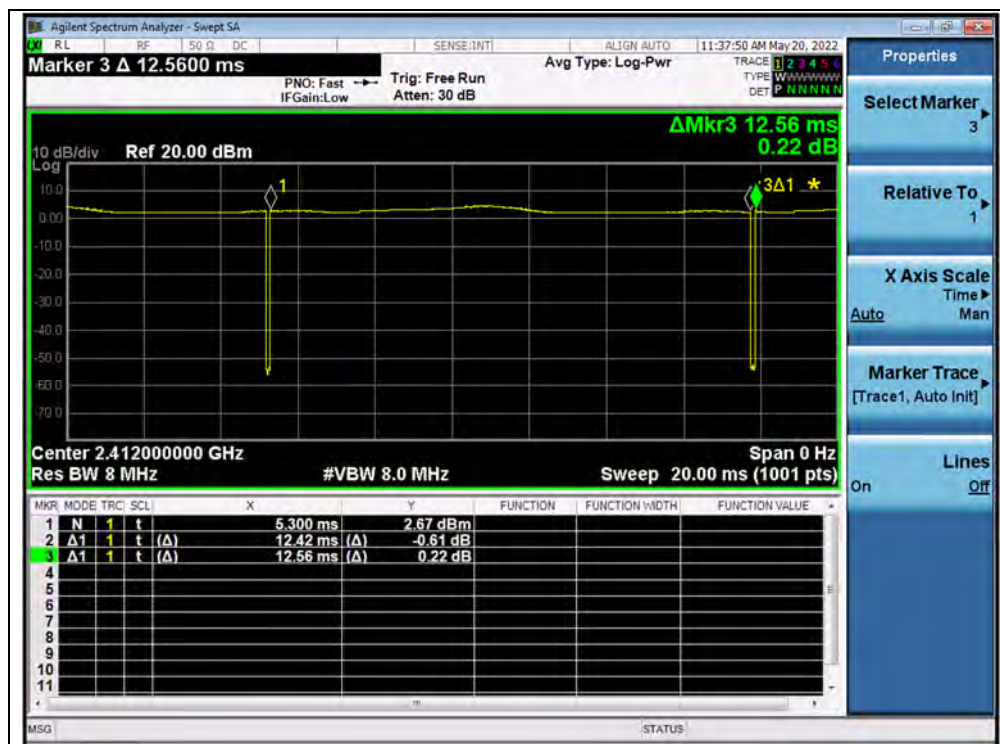 Agilent Spectrum Analyzer - Swept SA
RL RF 50 Ω DC SENSE:INT ALIGN AUTO 11:37:50 AM May 20, 2022
Marker 3 Δ 12.5600 ms
PNO: Fast
IFGain:Low
Trig: Free Run
Atten: 30 dB
Avg Type: Log-Pwr
TRACE 1 2 3 4 5 6
TYPE WWWWWW
DET P N N N N N
ΔMkr3 12.56 ms
0.22 dB
10 dB/div Ref 20.00 dBm
Log
10.0
0.00
-10.0
-20.0
-30.0
-40.0
-50.0
-60.0
-70.0
1
3Δ1 *
Center 2.412000000 GHz Span 0 Hz
Res BW 8 MHz #VBW 8.0 MHz Sweep 20.00 ms (1001 pts)
MKR MODE TRC SCL X Y FUNCTION FUNCTION WIDTH FUNCTION VALUE
1 N 1 t 5.300 ms 2.67 dBm
2 Δ1 1 t (Δ) 12.42 ms (Δ) -0.61 dB
3 Δ1 1 t (Δ) 12.56 ms (Δ) 0.22 dB
4
5
6
7
8
9
10
11
MSG STATUS
Properties
Select Marker
3
Relative To
1
X Axis Scale
Time
Auto Man
Marker Trace
[Trace1, Auto Init]
Lines
On Off